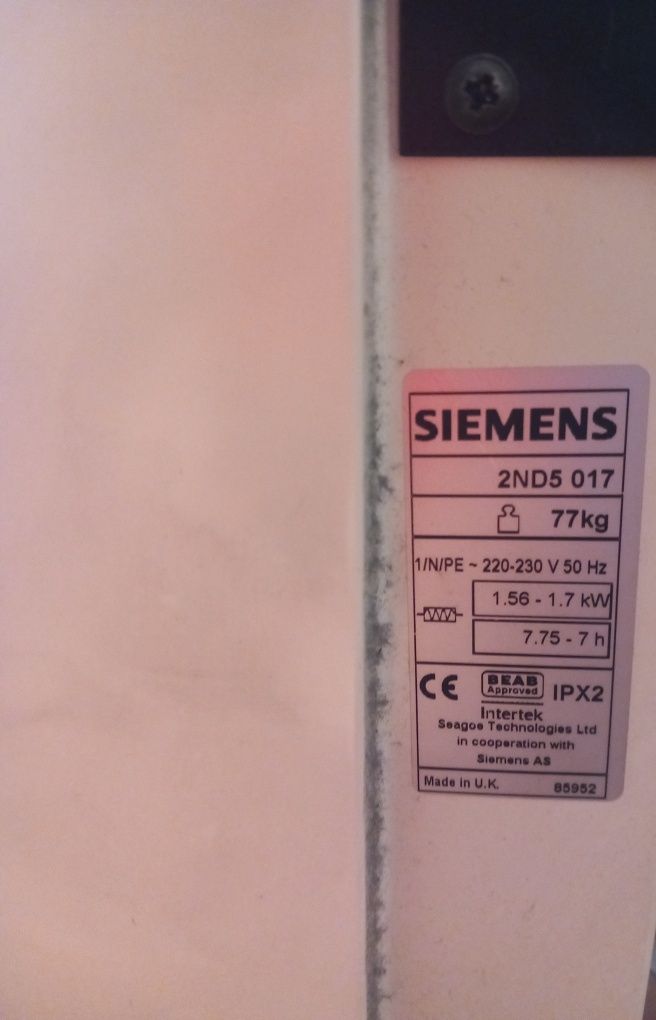 SIEMENS
2ND5 017
77kg
1/N/PE ~ 220-230 V 50 Hz
1.56 - 1.7 kW
7.75 - 7 h
CE BEAB Approved IPX2
Intertek
Seagoe Technologies Ltd
in cooperation with
Siemens AS
Made in U.K. 85952